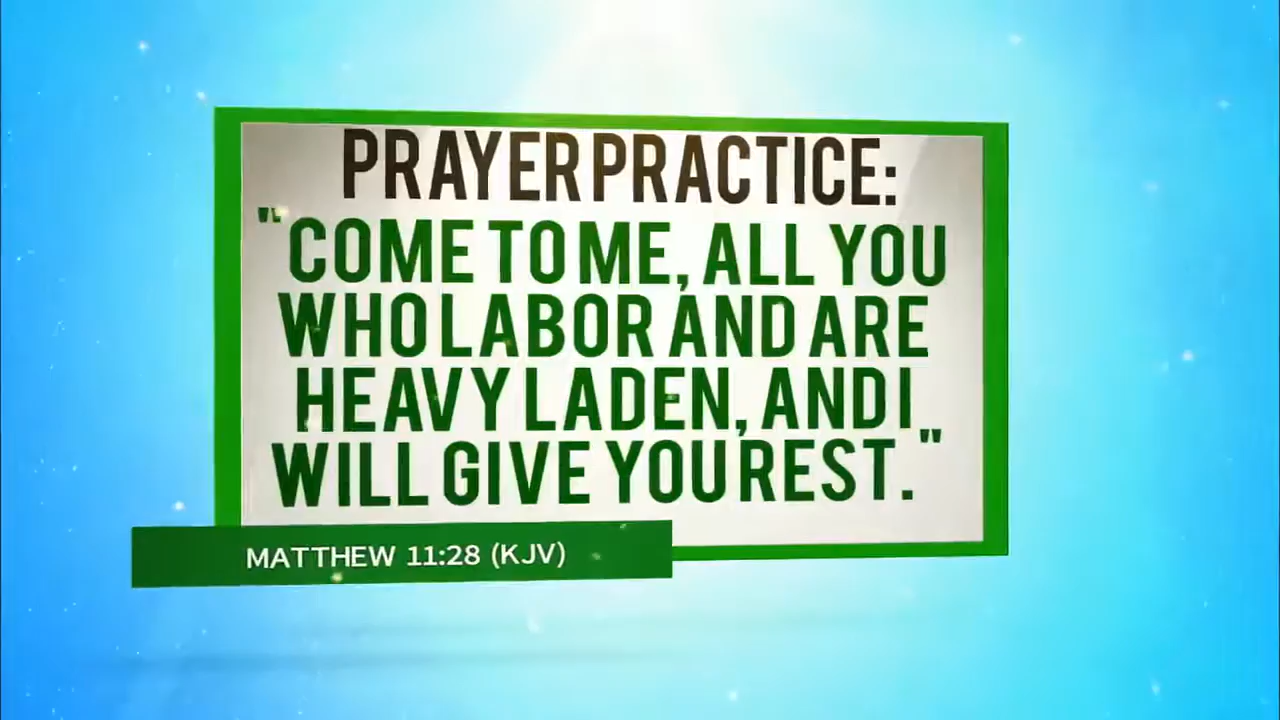 PRAYER PRACTICE:
"COME TO ME, ALL YOU
WHO LABOR AND ARE
HEAVY LADEN, AND I
WILL GIVE YOU REST."
MATTHEW 11:28 (KJV)